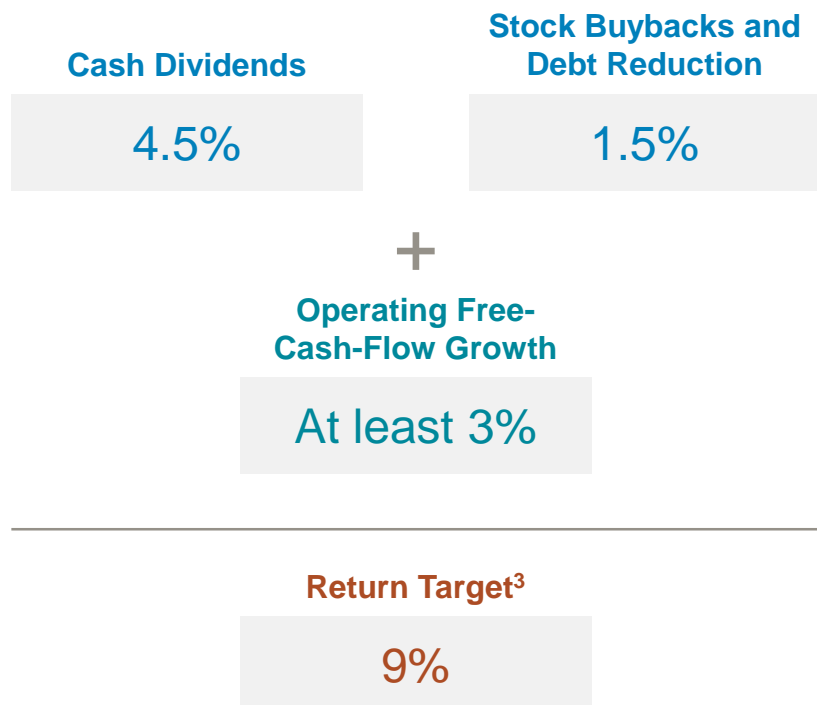 Cash Dividends
4.5%
Stock Buybacks and
Debt Reduction
1.5%
+
Operating Free-
Cash-Flow Growth
At least 3%
Return Target³
9%